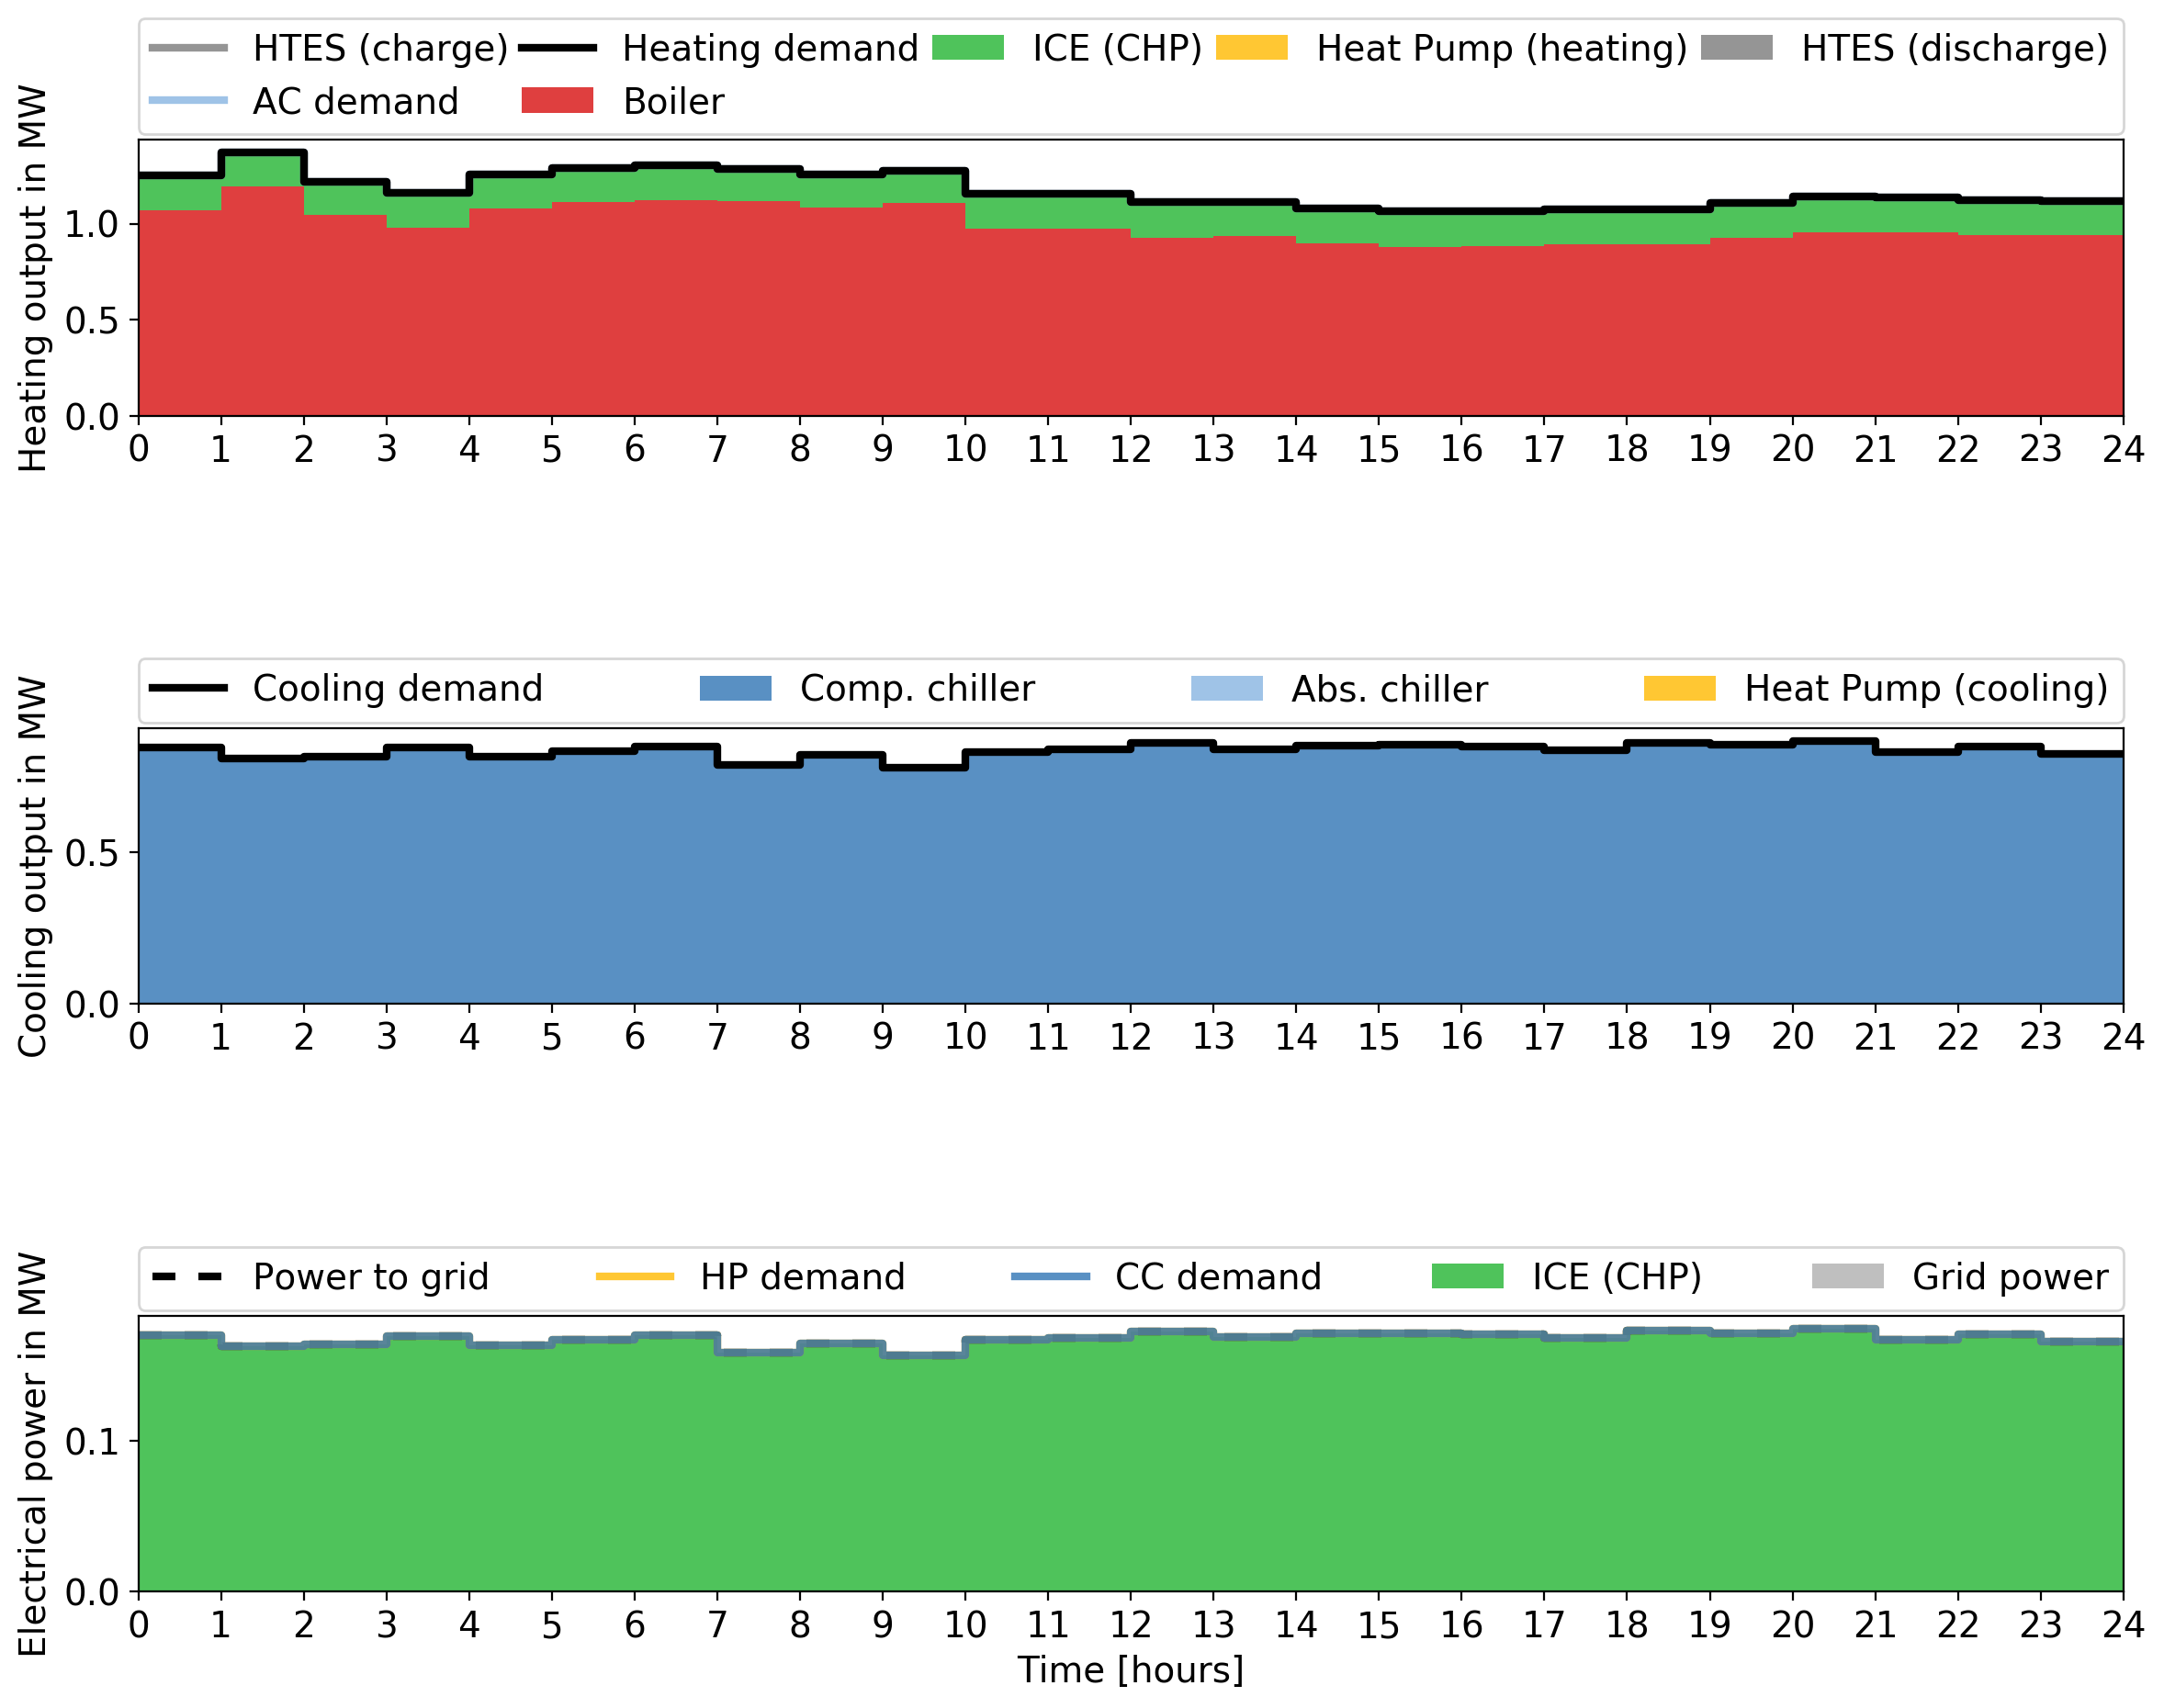 HTES (charge) Heating demand ICE (CHP) Heat Pump (heating) HTES (discharge)
AC demand Boiler
Heating output in MW
1.0
0.5
0.0
0 1 2 3 4 5 6 7 8 9 10 11 12 13 14 15 16 17 18 19 20 21 22 23 24
Cooling demand Comp. chiller Abs. chiller Heat Pump (cooling)
Cooling output in MW
0.5
0.0
0 1 2 3 4 5 6 7 8 9 10 11 12 13 14 15 16 17 18 19 20 21 22 23 24
Power to grid HP demand CC demand ICE (CHP) Grid power
Electrical power in MW
0.1
0.0
0 1 2 3 4 5 6 7 8 9 10 11 12 13 14 15 16 17 18 19 20 21 22 23 24
Time [hours]